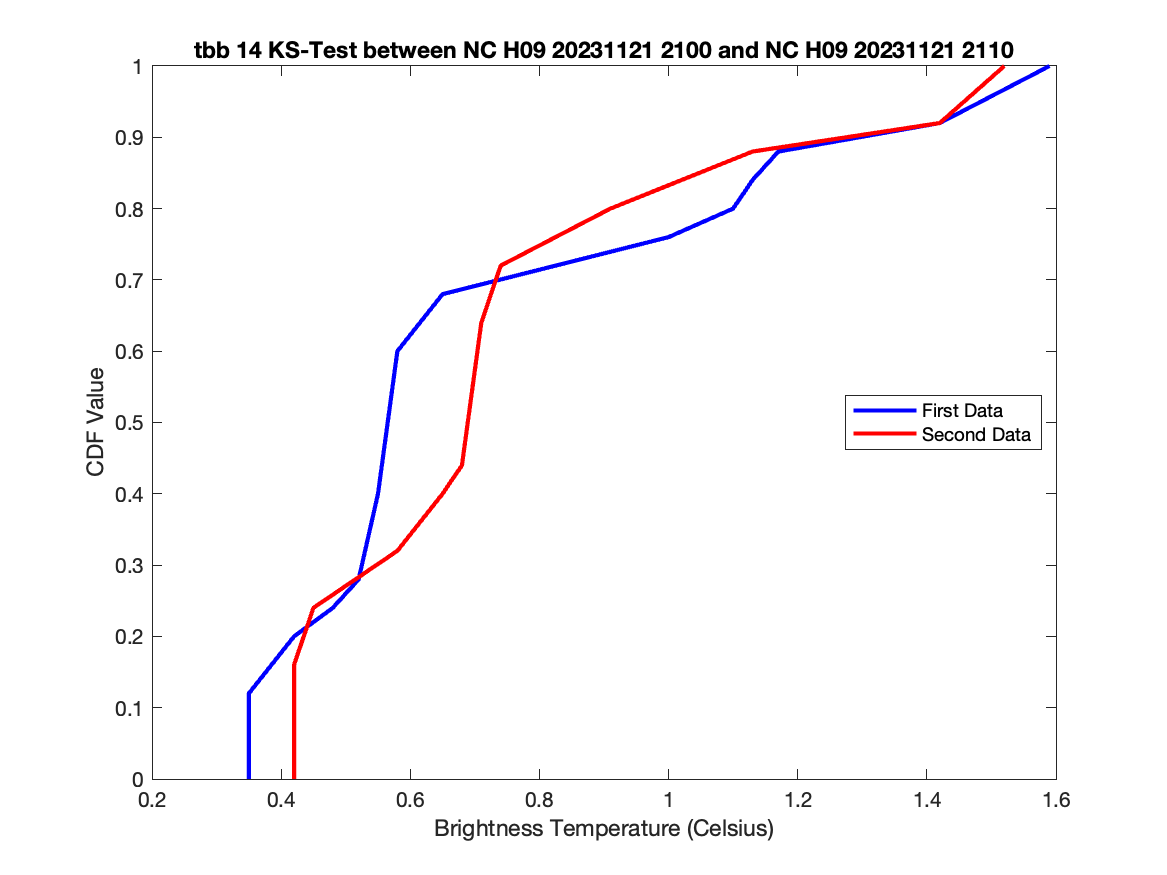 tbb 14 KS-Test between NC H09 20231121 2100 and NC H09 20231121 2110
1
0.9
0.8
0.7
0.6
0.5
0.4
0.3
0.2
0.1
0
CDF Value
First Data
Second Data
0.2 0.4 0.6 0.8 1 1.2 1.4 1.6
Brightness Temperature (Celsius)